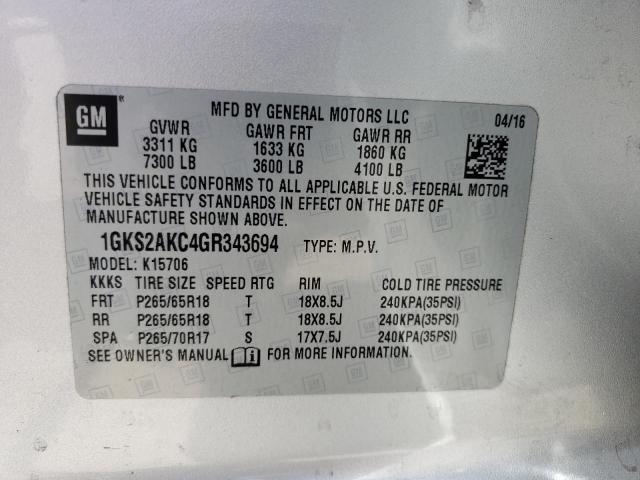 GM
MFD BY GENERAL MOTORS LLC 04/16
GVWR GAWR FRT GAWR RR
3311 KG 1633 KG 1860 KG
7300 LB 3600 LB 4100 LB
THIS VEHICLE CONFORMS TO ALL APPLICABLE U.S. FEDERAL MOTOR
VEHICLE SAFETY STANDARDS IN EFFECT ON THE DATE OF
MANUFACTURE SHOWN ABOVE.
1GKS2AKC4GR343694 TYPE: M.P.V.
MODEL: K15706
KKKS TIRE SIZE SPEED RTG RIM COLD TIRE PRESSURE
FRT P265/65R18 T 18X8.5J 240KPA(35PSI)
RR P265/65R18 T 18X8.5J 240KPA(35PSI)
SPA P265/70R17 S 17X7.5J 240KPA(35PSI)
SEE OWNER'S MANUAL FOR MORE INFORMATION.